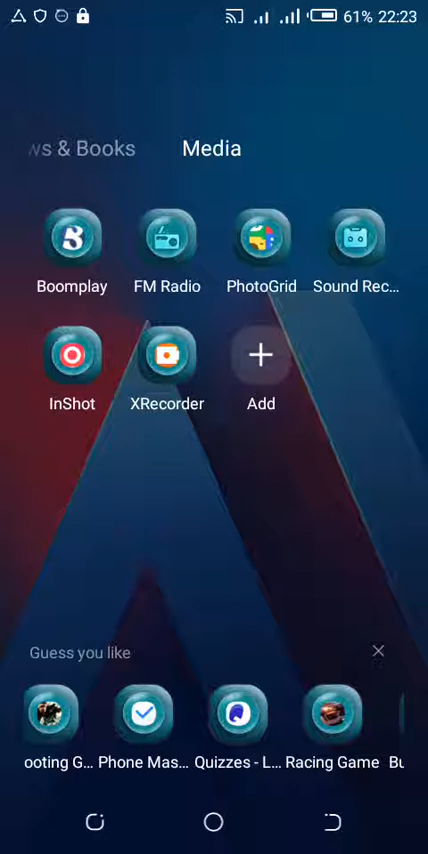 61% 22:23
ws & Books Media
Boomplay FM Radio PhotoGrid Sound Rec...
InShot XRecorder Add
Guess you like
ooting G... Phone Mas... Quizzes - L... Racing Game Bu